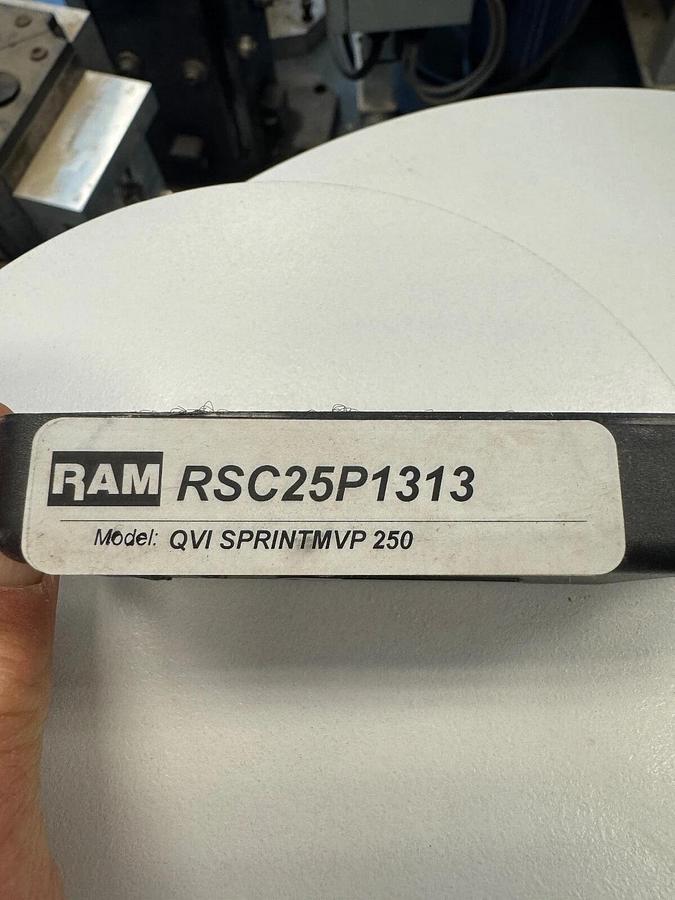 RAM RSC25P1313
Model: QVI SPRINTMVP 250